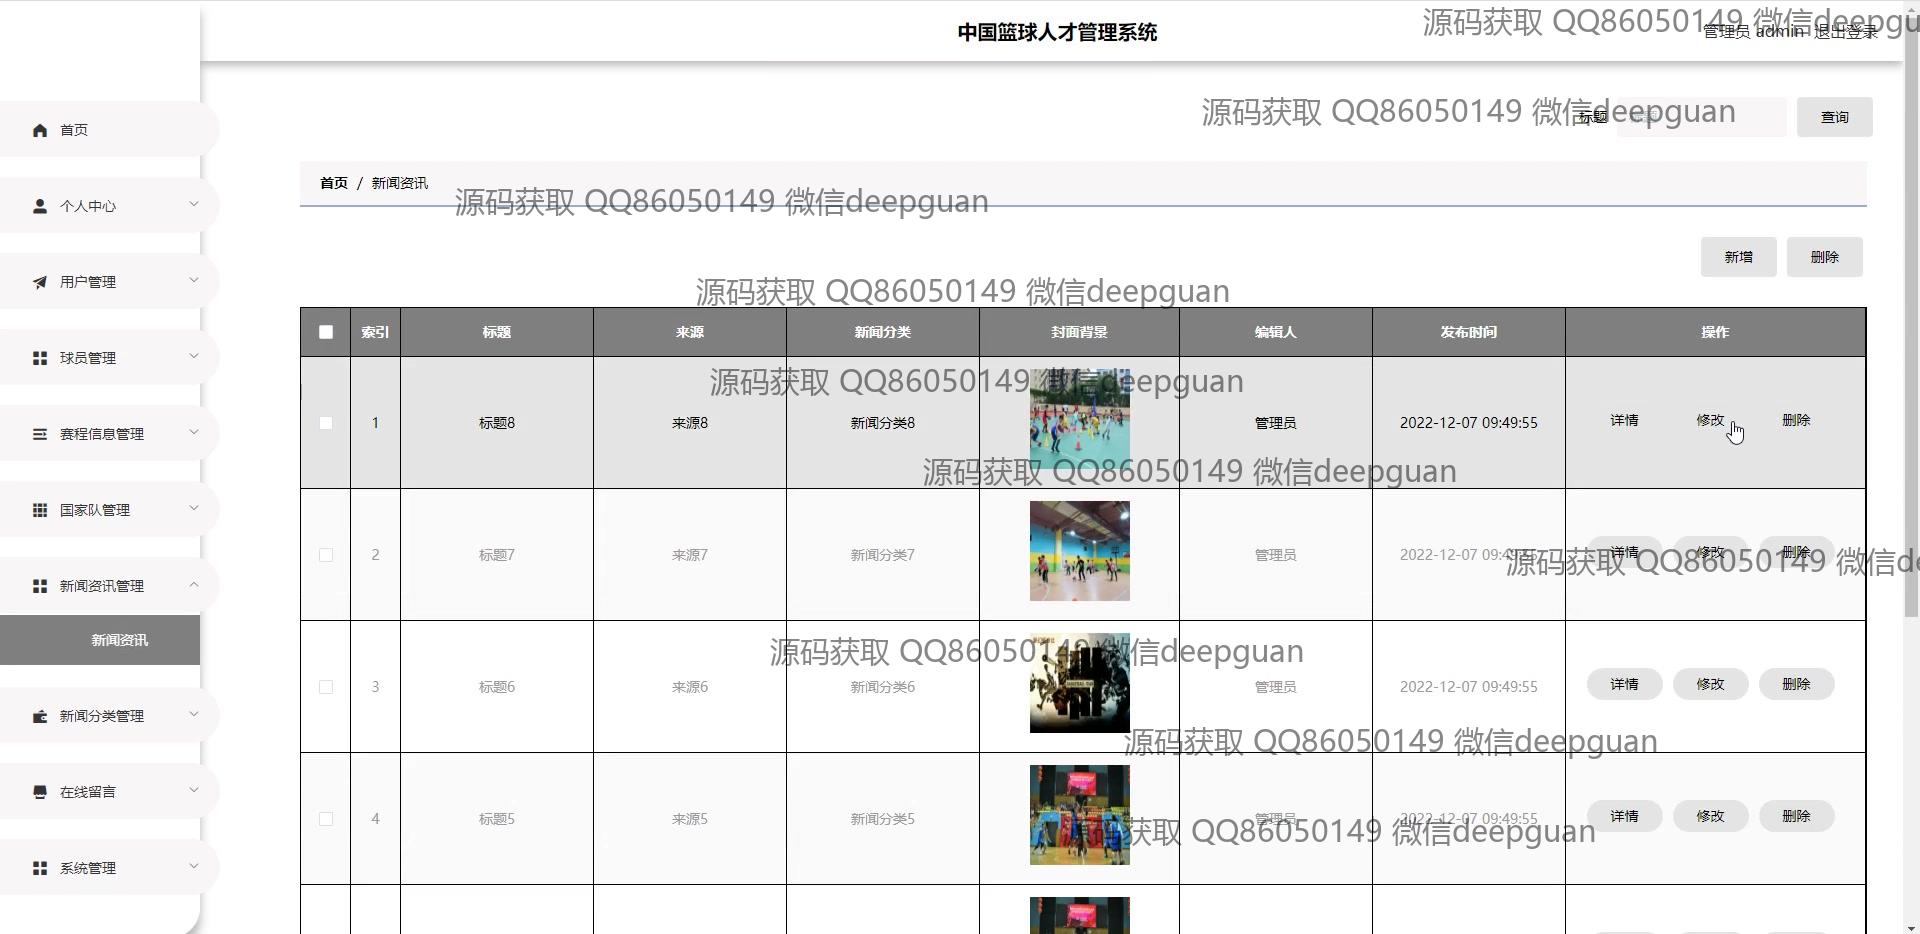 中国篮球人才管理系统
管理员 admin 退出登录
源码获取 QQ86050149 微信deepgu
标题
查询
源码获取 QQ86050149 微信deepguan
首页 / 新闻资讯
源码获取 QQ86050149 微信deepguan
首页
个人中心
用户管理
球员管理
赛程信息管理
国家队管理
新闻资讯管理
新闻资讯
新闻分类管理
在线留言
系统管理
新增 删除
源码获取 QQ86050149 微信deepguan
索引 标题 来源 新闻分类 封面背景 编辑人 发布时间 操作
源码获取 QQ86050149 微信deepguan
1 标题8 来源8 新闻分类8 管理员 2022-12-07 09:49:55 详情 修改 删除
源码获取 QQ86050149 微信deepguan
2 标题7 来源7 新闻分类7 管理员 2022-12-07 09:49:55 详情 修改 删除
源码获取 QQ86050149 微信de
源码获取 QQ86050149 微信deepguan
3 标题6 来源6 新闻分类6 管理员 2022-12-07 09:49:55 详情 修改 删除
源码获取 QQ86050149 微信deepguan
4 标题5 来源5 新闻分类5 管理员 2022-12-07 09:49:55 详情 修改 删除
获取 QQ86050149 微信deepguan